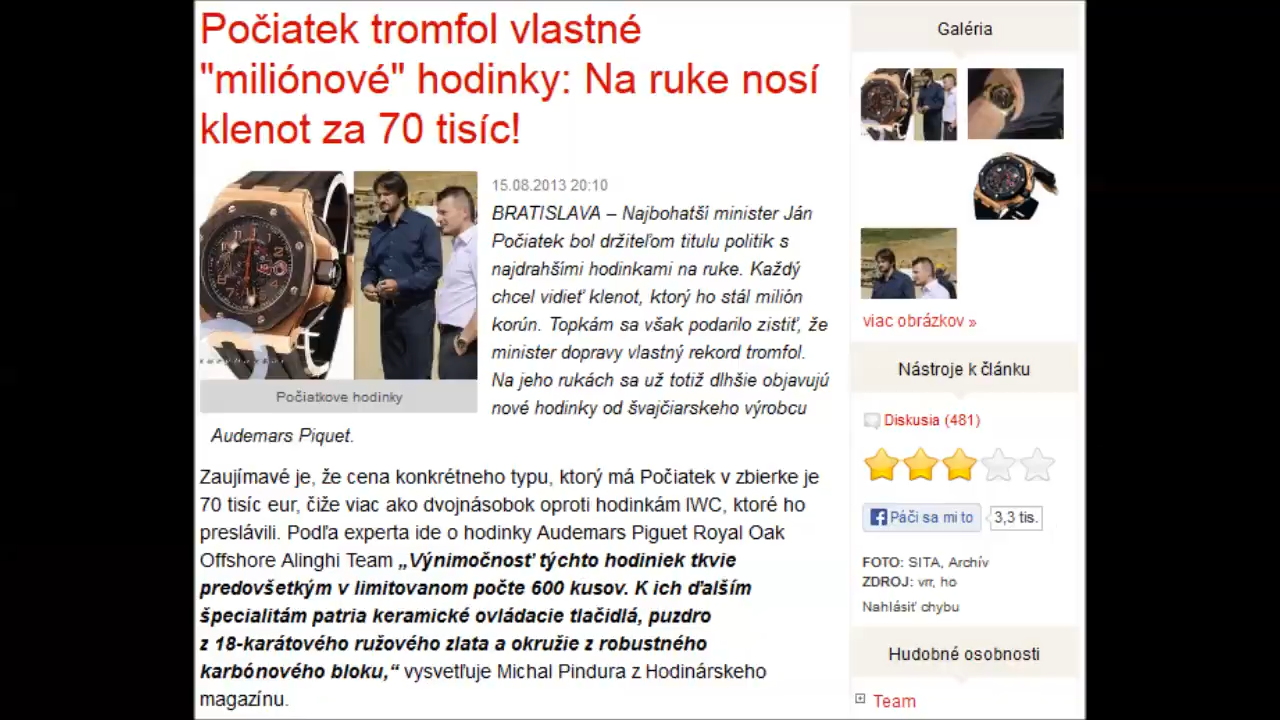 Počiatek tromfol vlastné
"miliónové" hodinky: Na ruke nosí
klenot za 70 tisíc!
Počiatkove hodinky
15.08.2013 20:10
BRATISLAVA – Najbohatší minister Ján
Počiatek bol držiteľom titulu politik s
najdrahšími hodinkami na ruke. Každý
chcel vidieť klenot, ktorý ho stál milión
korún. Topkám sa však podarilo zistiť, že
minister dopravy vlastný rekord tromfol.
Na jeho rukách sa už totiž dlhšie objavujú
nové hodinky od švajčiarskeho výrobcu
Audemars Piquet.
Zaujímavé je, že cena konkrétneho typu, ktorý má Počiatek v zbierke je
70 tisíc eur, čiže viac ako dvojnásobok oproti hodinkám IWC, ktoré ho
preslávili. Podľa experta ide o hodinky Audemars Piguet Royal Oak
Offshore Alinghi Team „Výnimočnosť týchto hodiniek tkvie
predovšetkým v limitovanom počte 600 kusov. K ich ďalším
špecialitám patria keramické ovládacie tlačidlá, puzdro
z 18-karátového ružového zlata a okružie z robustného
karbónového bloku,“ vysvetľuje Michal Pindura z Hodinárskeho
magazínu.
Galéria
viac obrázkov »
Nástroje k článku
Diskusia (481)
Páči sa mi to 3,3 tis.
FOTO: SITA, Archív
ZDROJ: vrr, ho
Nahlásiť chybu
Hudobné osobnosti
Team